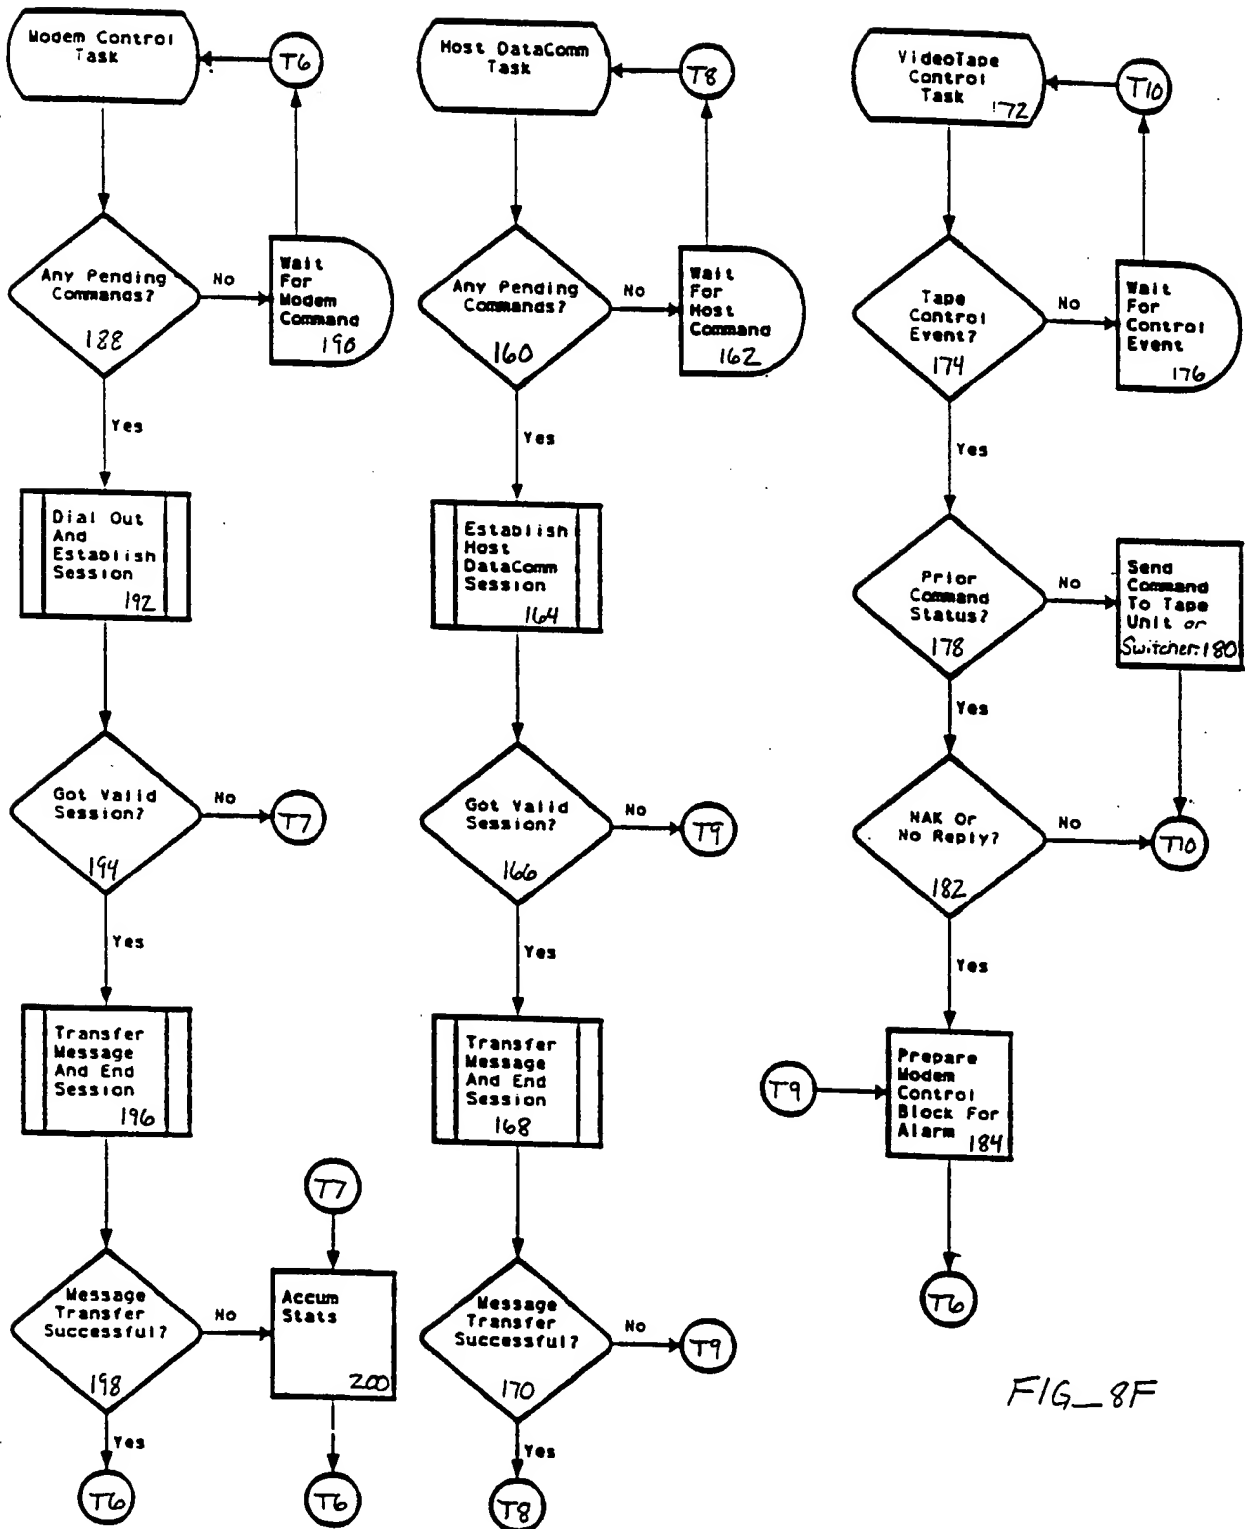 Modem Control
Task
T6
Any Pending
Commands?
188
No
Wait
For
Modem
Command
190
Yes
Dial Out
And
Establish
Session
192
Got Valid
Session?
194
No
T7
Yes
Transfer
Message
And End
Session
196
Message
Transfer
Successful?
198
No
T7
Accum
Stats
200
T6
Yes
T6
Host DataComm
Task
T8
Any Pending
Commands?
160
No
Wait
For
Host
Command
162
Yes
Establish
Host
DataComm
Session
164
Got Valid
Session?
166
No
T9
Yes
Transfer
Message
And End
Session
168
Message
Transfer
Successful?
170
No
T9
Yes
T8
VideoTape
Control
Task
172
T10
Tape
Control
Event?
174
No
Wait
For
Control
Event
176
Yes
Prior
Command
Status?
178
No
Send
Command
To Tape
Unit or
Switcher 180
Yes
NAK Or
No Reply?
182
No
T10
Yes
T9
Prepare
Modem
Control
Block For
Alarm
184
T6
FIG_8F